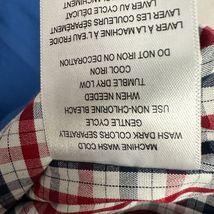 MACHINE WASH COLD
WASH DARK COLORS SEPARATELY
GENTLE CYCLE
USE NON-CHLORINE BLEACH
WHEN NEEDED
TUMBLE DRY LOW
COOL IRON
DO NOT IRON ON DECORATION
LAVER A LA MACHINE A L'EAU
FROIDE
LAVER LES COULEURS
LAVER AU CYCLE DELICAT